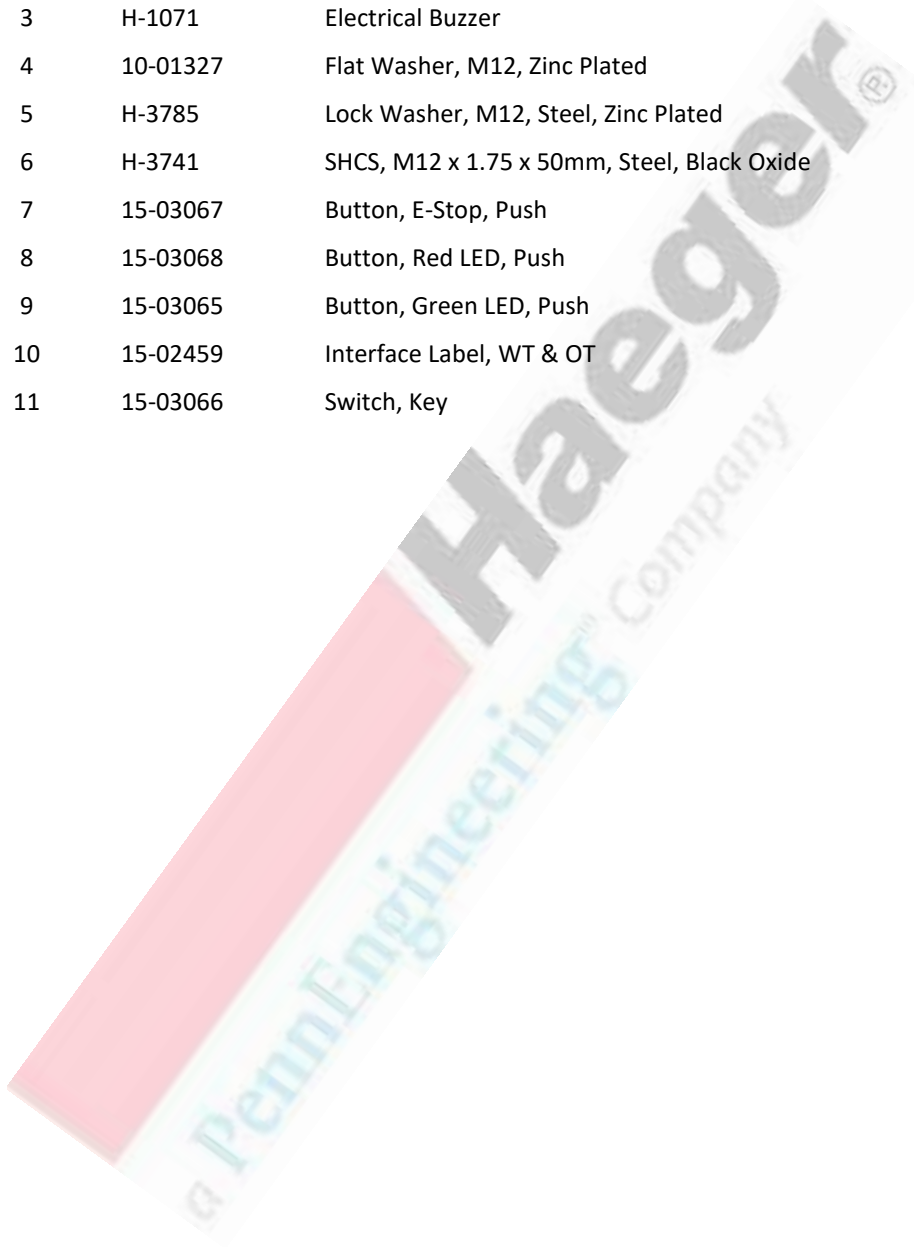 3 H-1071 Electrical Buzzer
4 10-01327 Flat Washer, M12, Zinc Plated
5 H-3785 Lock Washer, M12, Steel, Zinc Plated
6 H-3741 SHCS, M12 x 1.75 x 50mm, Steel, Black Oxide
7 15-03067 Button, E-Stop, Push
8 15-03068 Button, Red LED, Push
9 15-03065 Button, Green LED, Push
10 15-02459 Interface Label, WT & OT
11 15-03066 Switch, Key
Haeger®
a PennEngineering™ Company